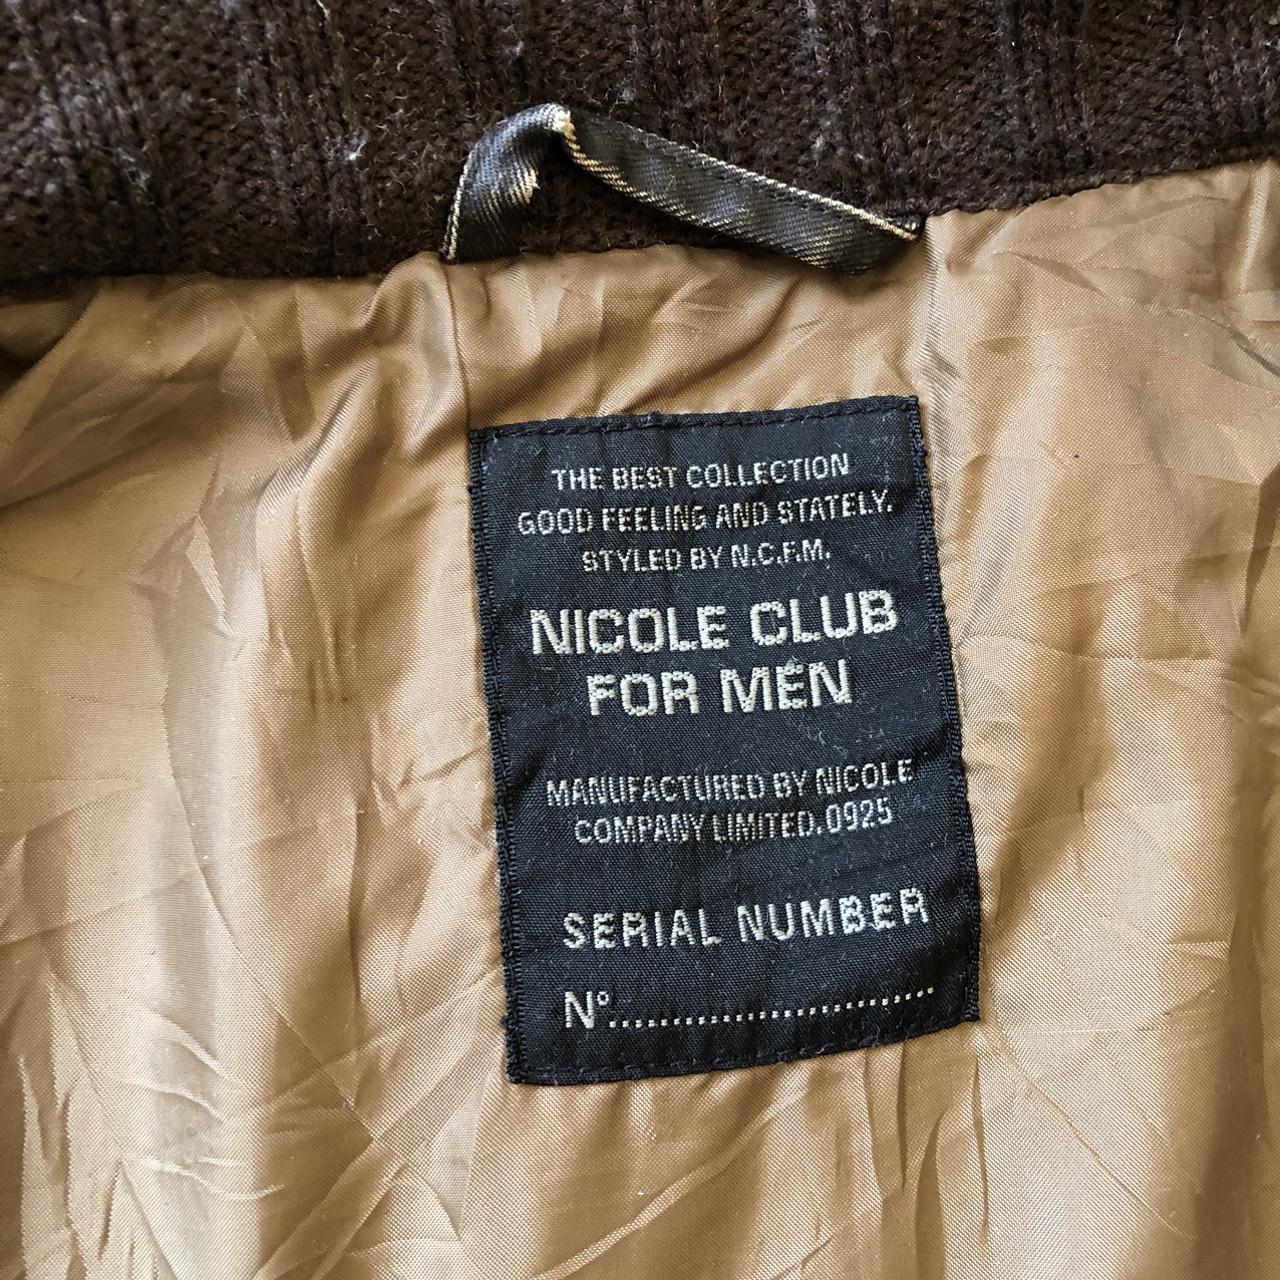 THE BEST COLLECTION
GOOD FEELING AND STATELY.
STYLED BY N.C.F.M.
NICOLE CLUB
FOR MEN
MANUFACTURED BY NICOLE
COMPANY LIMITED.0925
SERIAL NUMBER
Nº............................